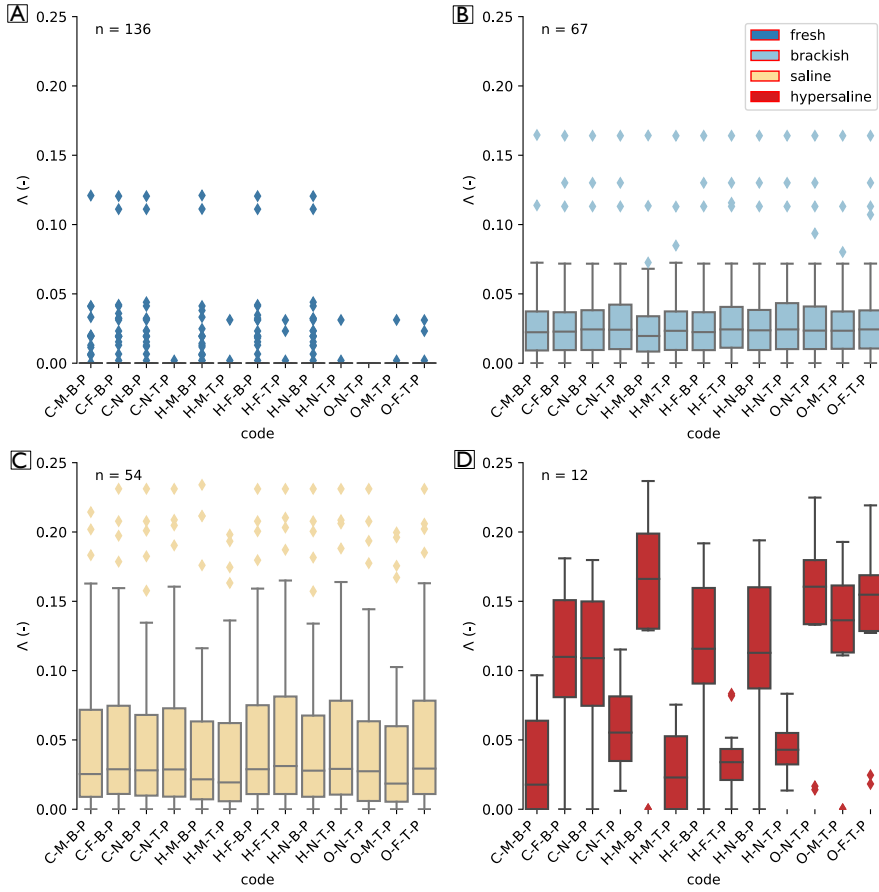 A
n = 136
0.25
0.20
0.15
0.10
0.05
0.00
Λ (-)
C-M-B-P
C-F-B-P
C-N-B-P
C-N-T-P
H-M-B-P
H-M-T-P
H-F-B-P
H-F-T-P
H-N-B-P
H-N-T-P
O-N-T-P
O-M-T-P
O-F-T-P
code
B
n = 67
fresh
brackish
saline
hypersaline
0.25
0.20
0.15
0.10
0.05
0.00
Λ (-)
C-M-B-P
C-F-B-P
C-N-B-P
C-N-T-P
H-M-B-P
H-M-T-P
H-F-B-P
H-F-T-P
H-N-B-P
H-N-T-P
O-N-T-P
O-M-T-P
O-F-T-P
code
C
n = 54
0.25
0.20
0.15
0.10
0.05
0.00
Λ (-)
C-M-B-P
C-F-B-P
C-N-B-P
C-N-T-P
H-M-B-P
H-M-T-P
H-F-B-P
H-F-T-P
H-N-B-P
H-N-T-P
O-N-T-P
O-M-T-P
O-F-T-P
code
D
n = 12
0.25
0.20
0.15
0.10
0.05
0.00
Λ (-)
C-M-B-P
C-F-B-P
C-N-B-P
C-N-T-P
H-M-B-P
H-M-T-P
H-F-B-P
H-F-T-P
H-N-B-P
H-N-T-P
O-N-T-P
O-M-T-P
O-F-T-P
code